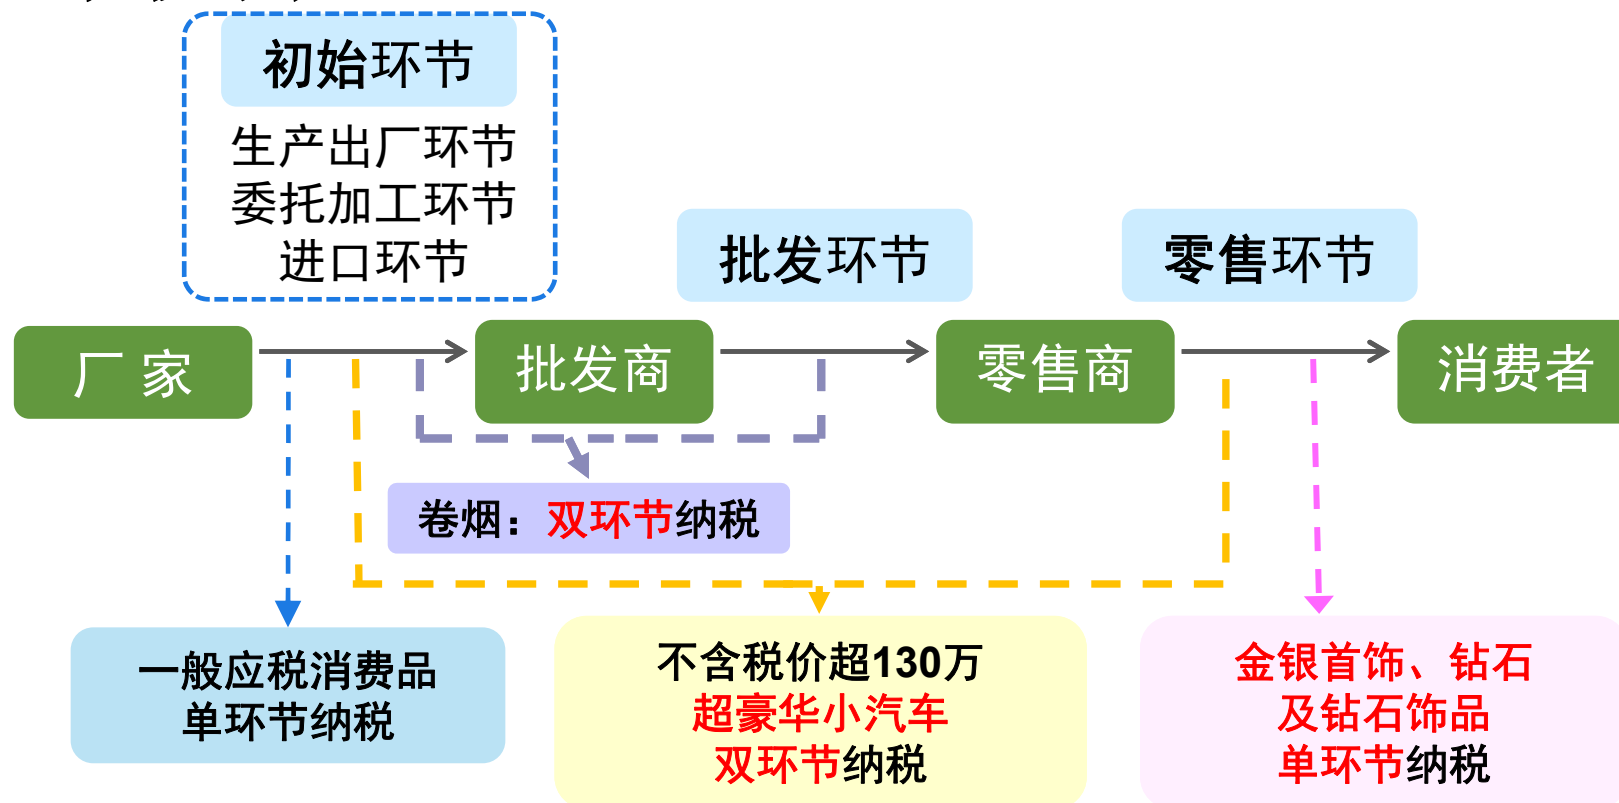 初始环节
生产出厂环节
委托加工环节
进口环节
批发环节
零售环节
厂 家
批发商
零售商
消费者
卷烟：双环节纳税
一般应税消费品
单环节纳税
不含税价超130万
超豪华小汽车
双环节纳税
金银首饰、钻石
及钻石饰品
单环节纳税